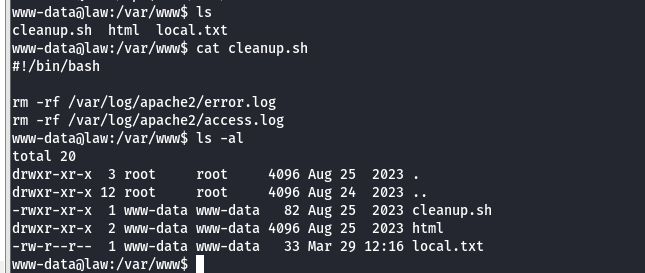 www-data@law:/var/www$ ls
cleanup.sh  html  local.txt
www-data@law:/var/www$ cat cleanup.sh
#!/bin/bash

rm -rf /var/log/apache2/error.log
rm -rf /var/log/apache2/access.log
www-data@law:/var/www$ ls -al
total 20
drwxr-xr-x  3 root     root     4096 Aug 25  2023 .
drwxr-xr-x 12 root     root     4096 Aug 24  2023 ..
-rwxr-xr-x  1 www-data www-data   82 Aug 25  2023 cleanup.sh
drwxr-xr-x  2 www-data www-data 4096 Aug 25  2023 html
-rw-r--r--  1 www-data www-data   33 Mar 29 12:16 local.txt
www-data@law:/var/www$